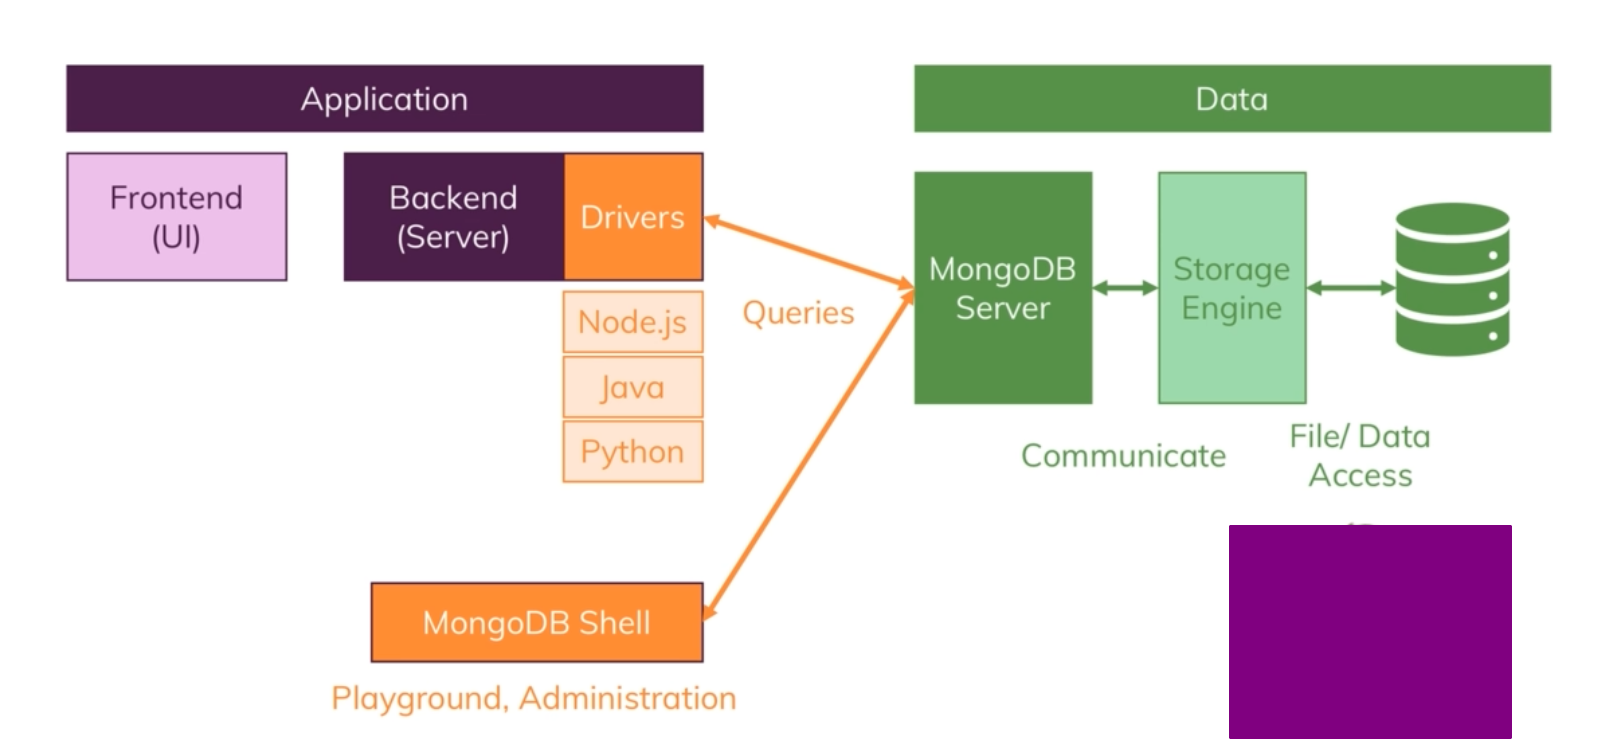 Application
Data
Frontend
(UI)
Backend
(Server)
Drivers
Node.js
Java
Python
Queries
MongoDB
Server
Storage
Engine
Communicate
File/ Data
Access
MongoDB Shell
Playground, Administration